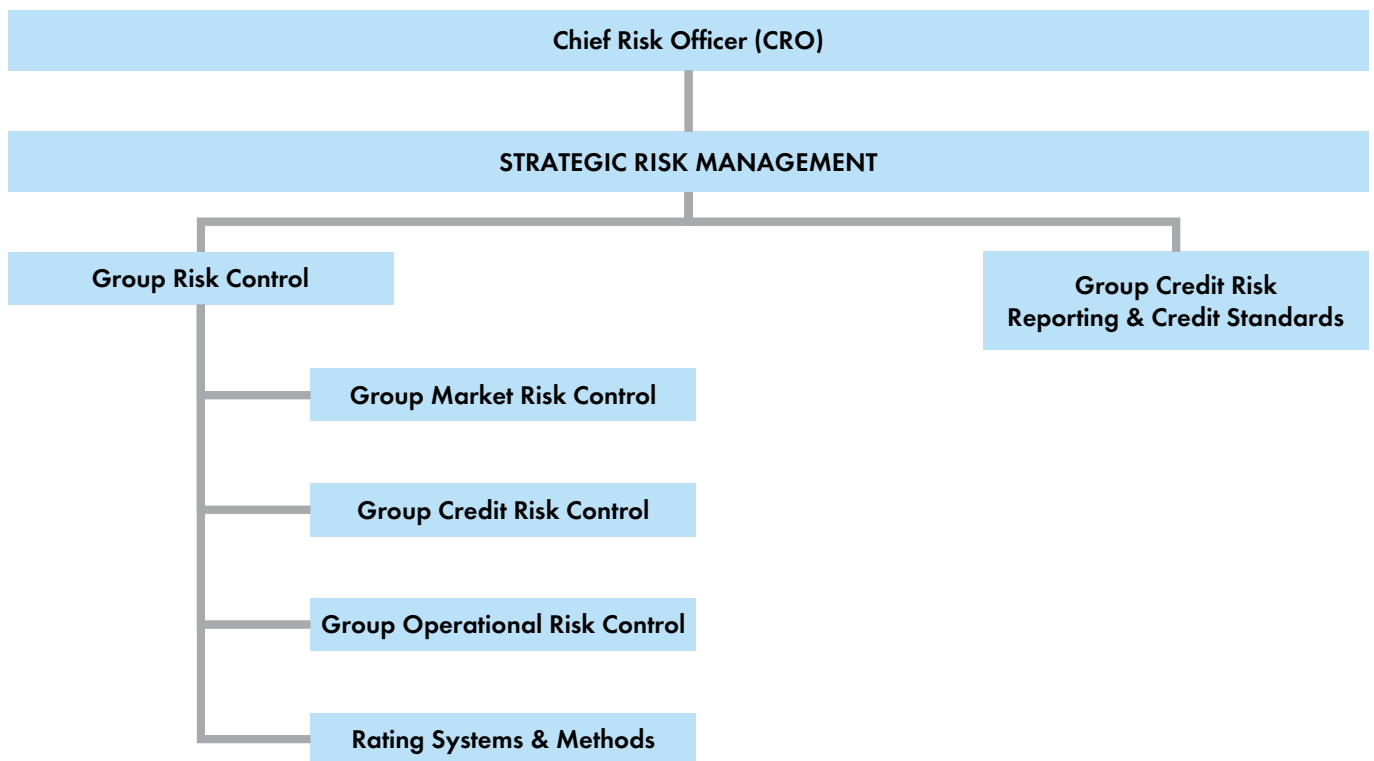 Chief Risk Officer (CRO)
STRATEGIC RISK MANAGEMENT
Group Risk Control
Group Credit Risk
Reporting & Credit Standards
Group Market Risk Control
Group Credit Risk Control
Group Operational Risk Control
Rating Systems & Methods